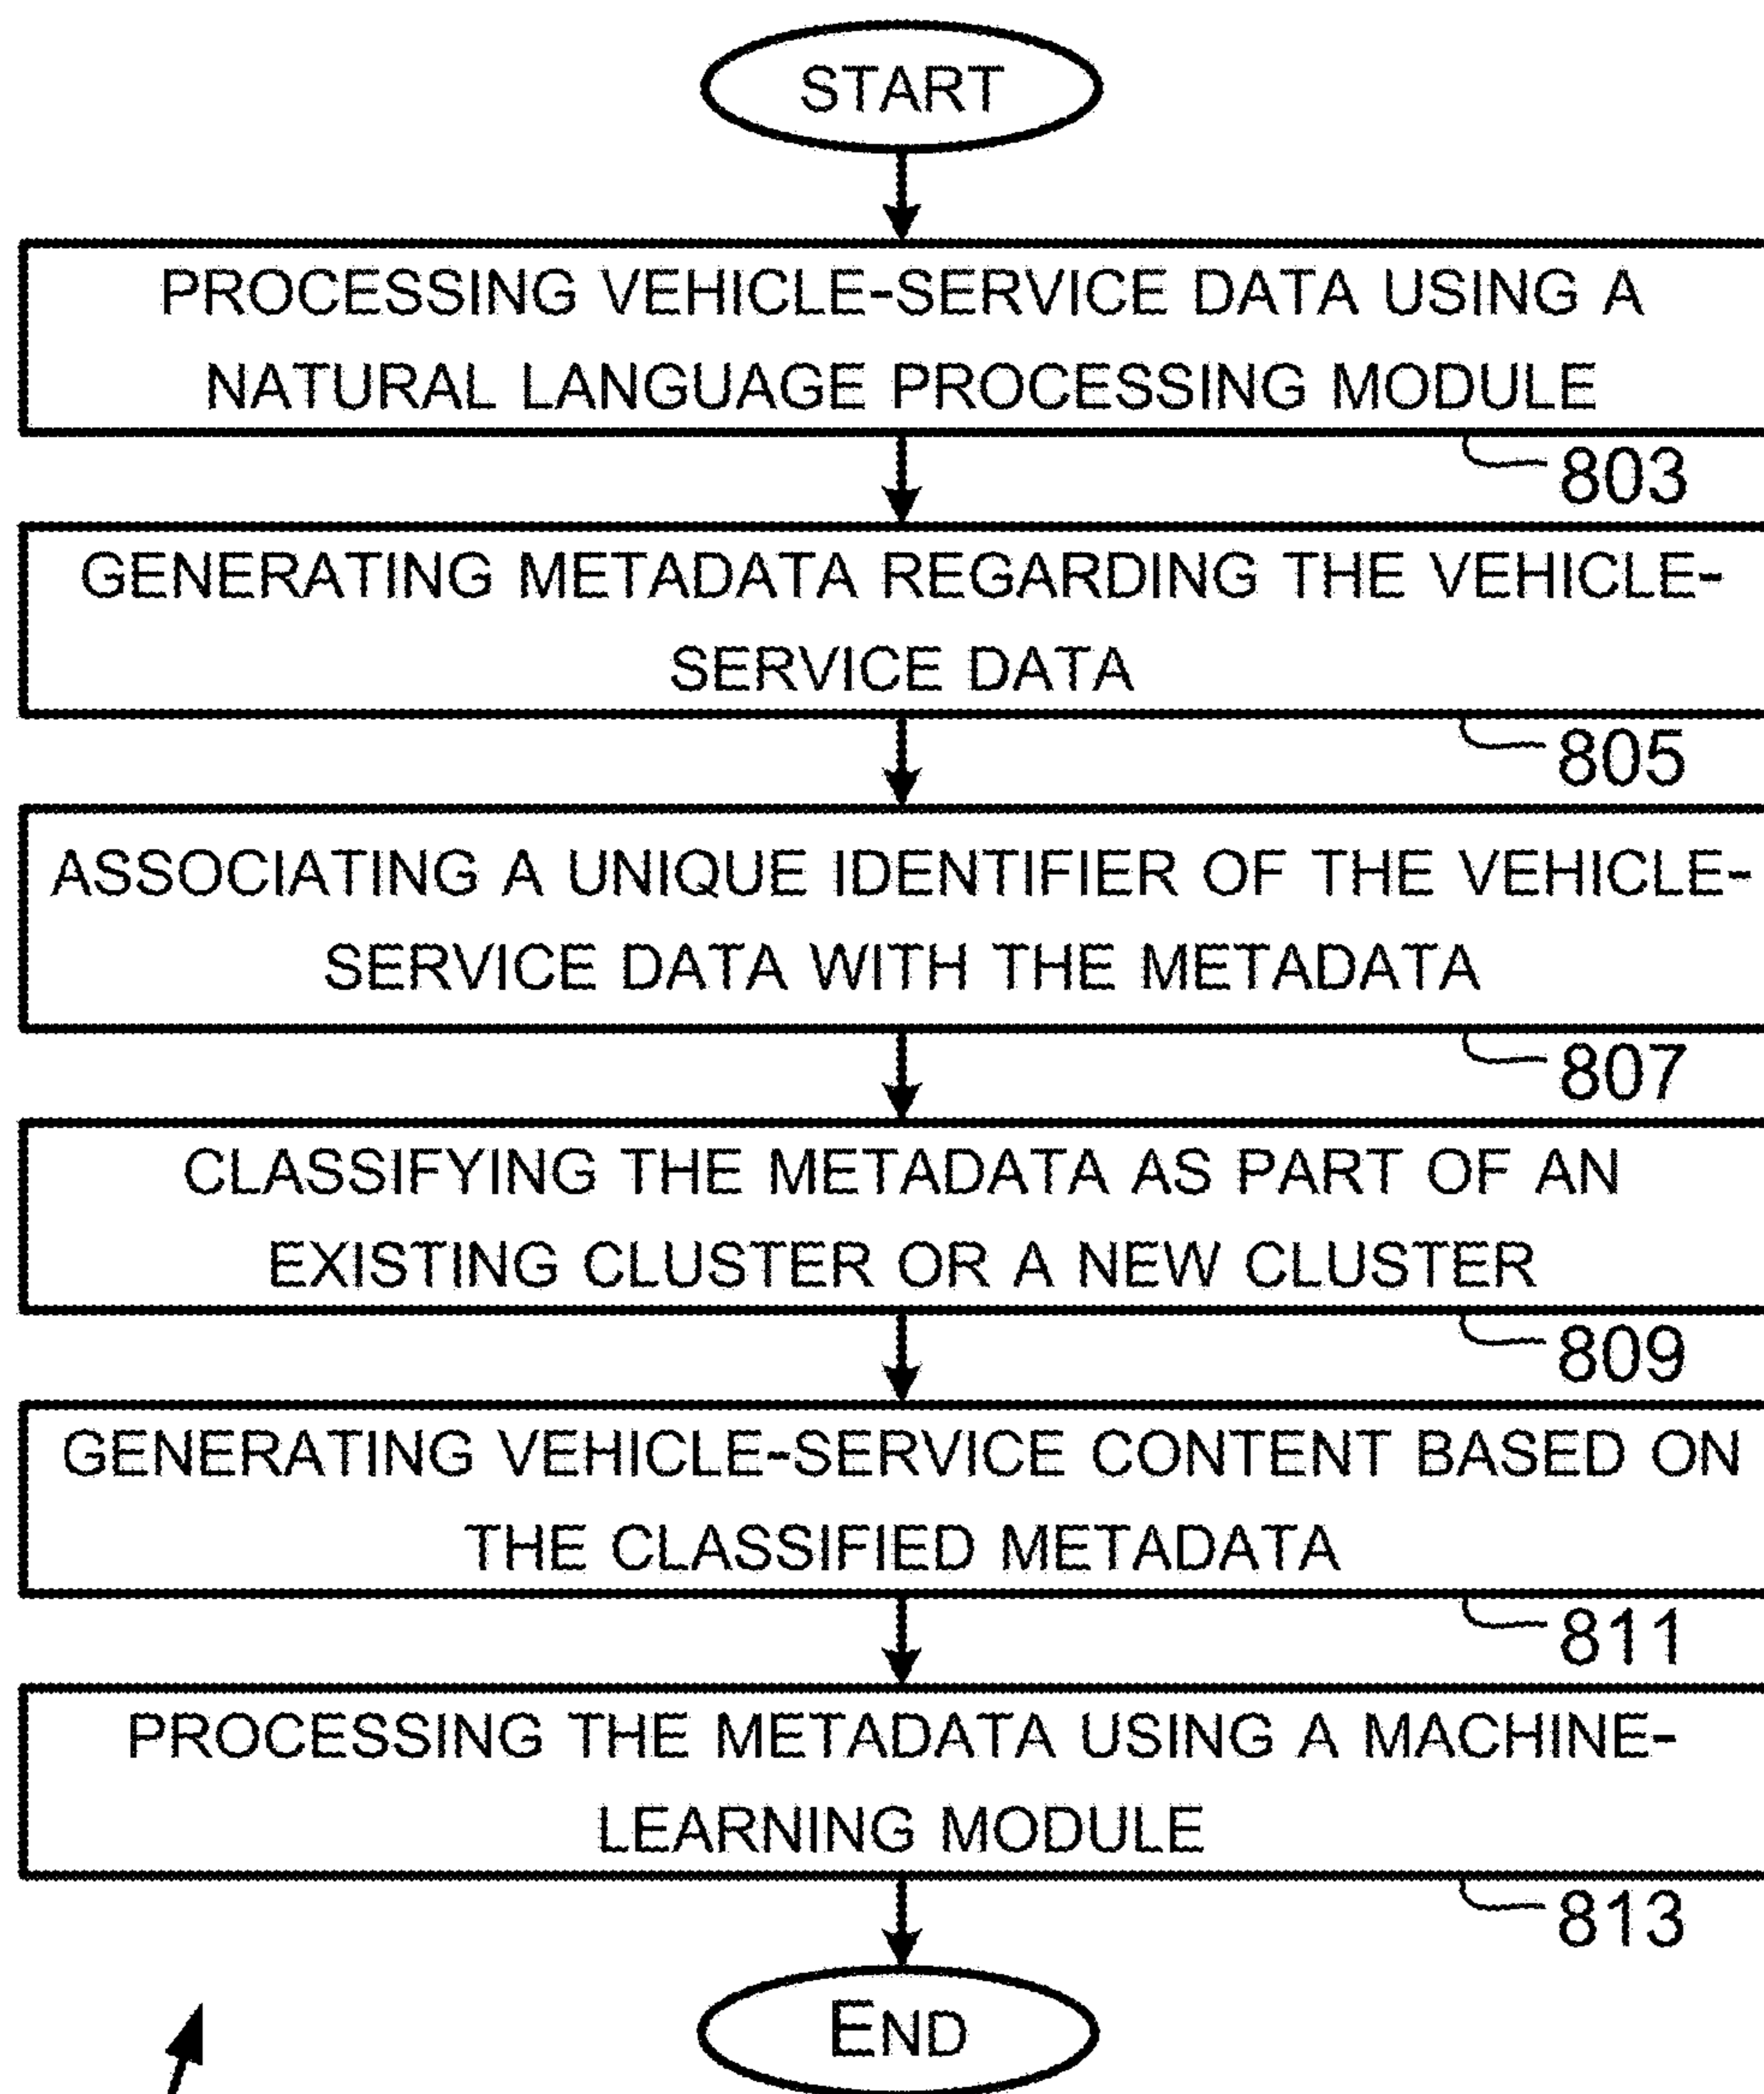 START
PROCESSING VEHICLE-SERVICE DATA USING A
NATURAL LANGUAGE PROCESSING MODULE
803
GENERATING METADATA REGARDING THE VEHICLE-
SERVICE DATA
805
ASSOCIATING A UNIQUE IDENTIFIER OF THE VEHICLE-
SERVICE DATA WITH THE METADATA
807
CLASSIFYING THE METADATA AS PART OF AN
EXISTING CLUSTER OR A NEW CLUSTER
809
GENERATING VEHICLE-SERVICE CONTENT BASED ON
THE CLASSIFIED METADATA
811
PROCESSING THE METADATA USING A MACHINE-
LEARNING MODULE
813
END